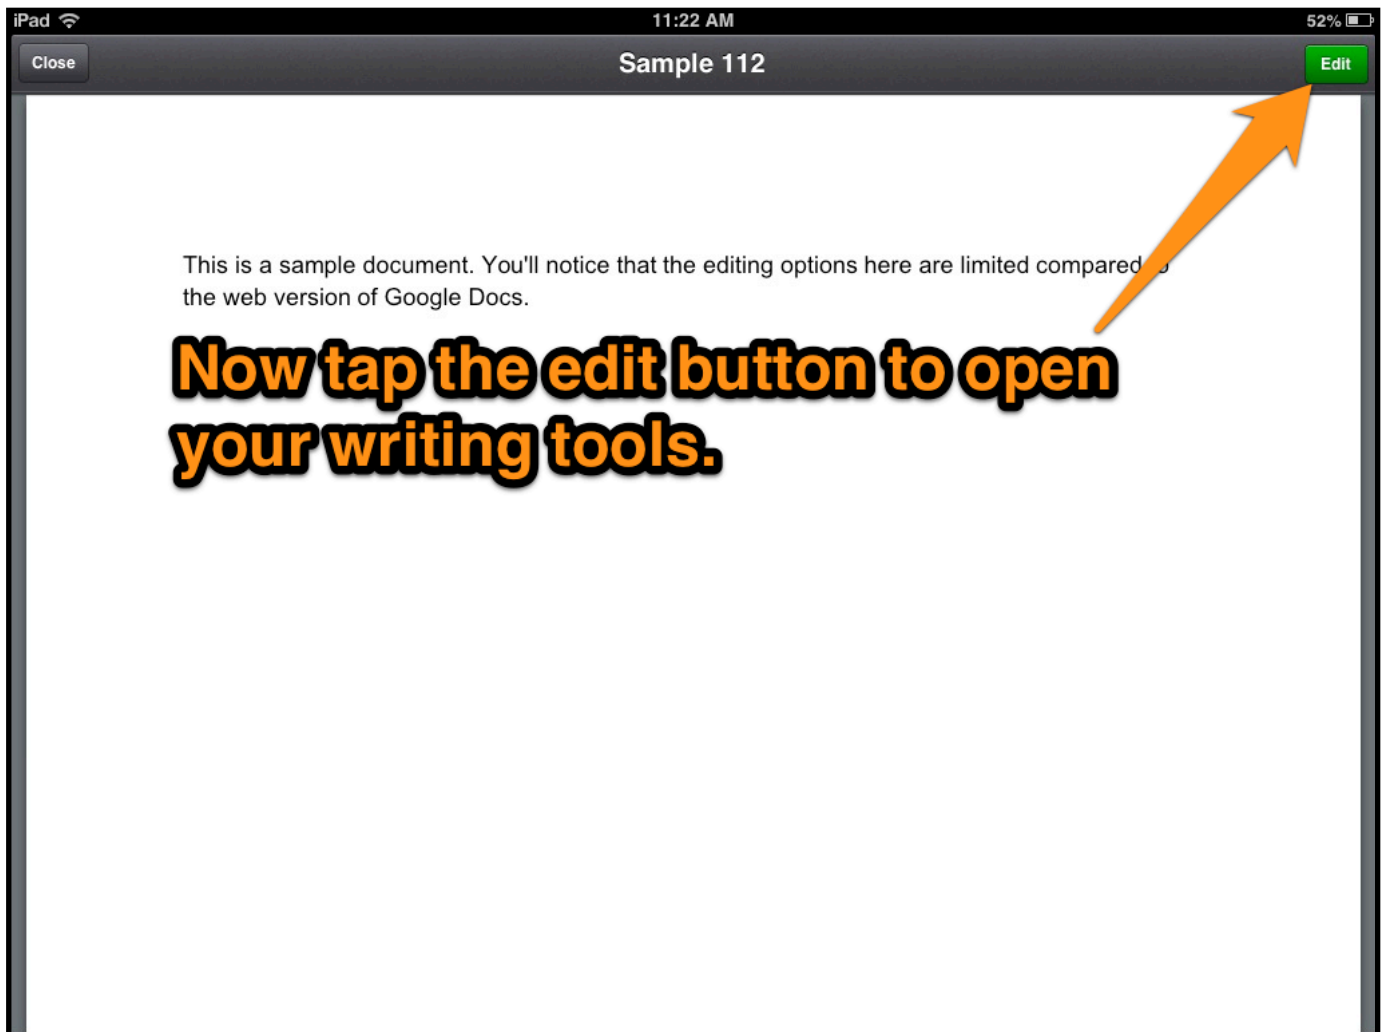 iPad 11:22 AM 52%
Close Sample 112 Edit
This is a sample document. You'll notice that the editing options here are limited compared to
the web version of Google Docs.
Now tap the edit button to open
your writing tools.